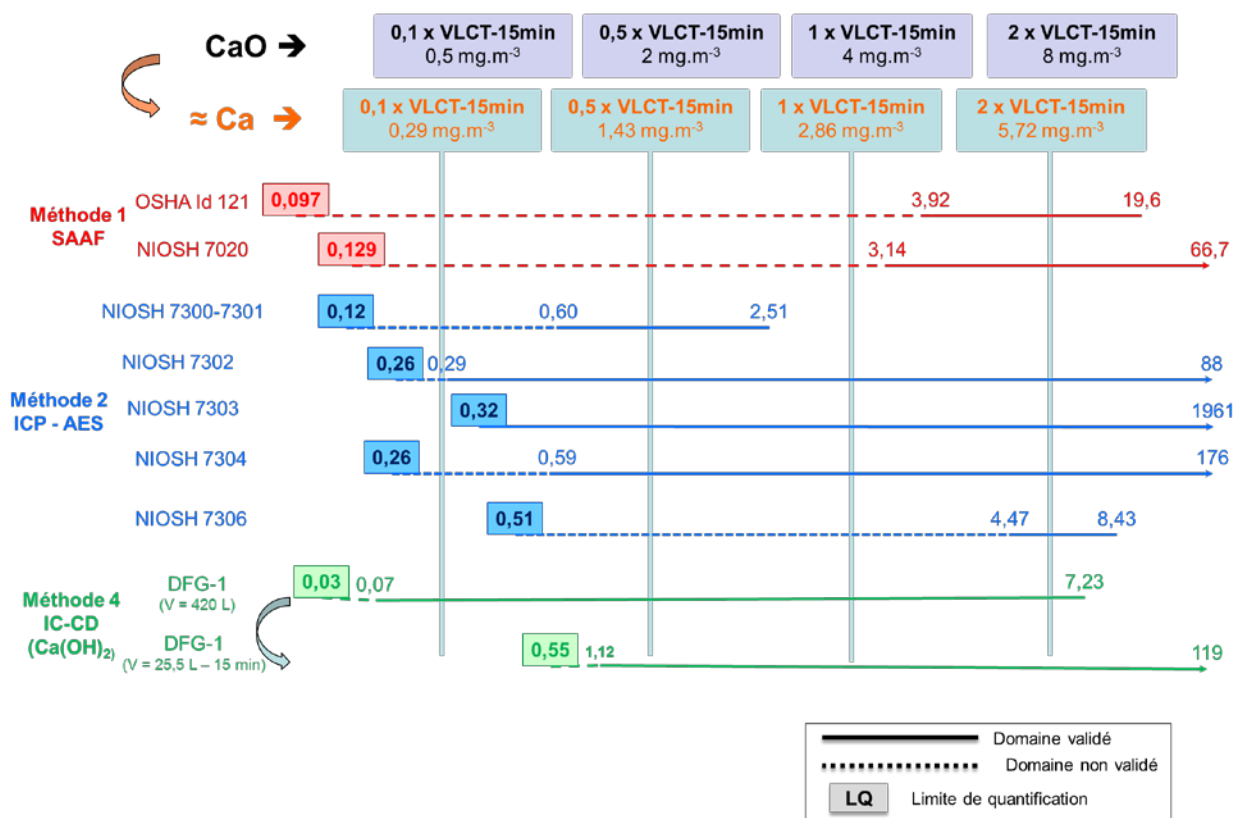 CaO ➔
0,1 x VLCT-15min
0,5 mg.m⁻³
0,5 x VLCT-15min
2 mg.m⁻³
1 x VLCT-15min
4 mg.m⁻³
2 x VLCT-15min
8 mg.m⁻³
≈ Ca ➔
0,1 x VLCT-15min
0,29 mg.m⁻³
0,5 x VLCT-15min
1,43 mg.m⁻³
1 x VLCT-15min
2,86 mg.m⁻³
2 x VLCT-15min
5,72 mg.m⁻³
Méthode 1
SAAF
OSHA Id 121 0,097 3,92 19,6
NIOSH 7020 0,129 3,14 66,7
Méthode 2
ICP - AES
NIOSH 7300-7301 0,12 0,60 2,51
NIOSH 7302 0,26 0,29 88
NIOSH 7303 0,32 1961
NIOSH 7304 0,26 0,59 176
NIOSH 7306 0,51 4,47 8,43
Méthode 4
IC-CD
(Ca(OH)₂)
DFG-1 0,03 0,07 7,23
(V = 420 L)
DFG-1 0,55 1,12 119
(V = 25,5 L – 15 min)
Domaine validé
Domaine non validé
LQ Limite de quantification